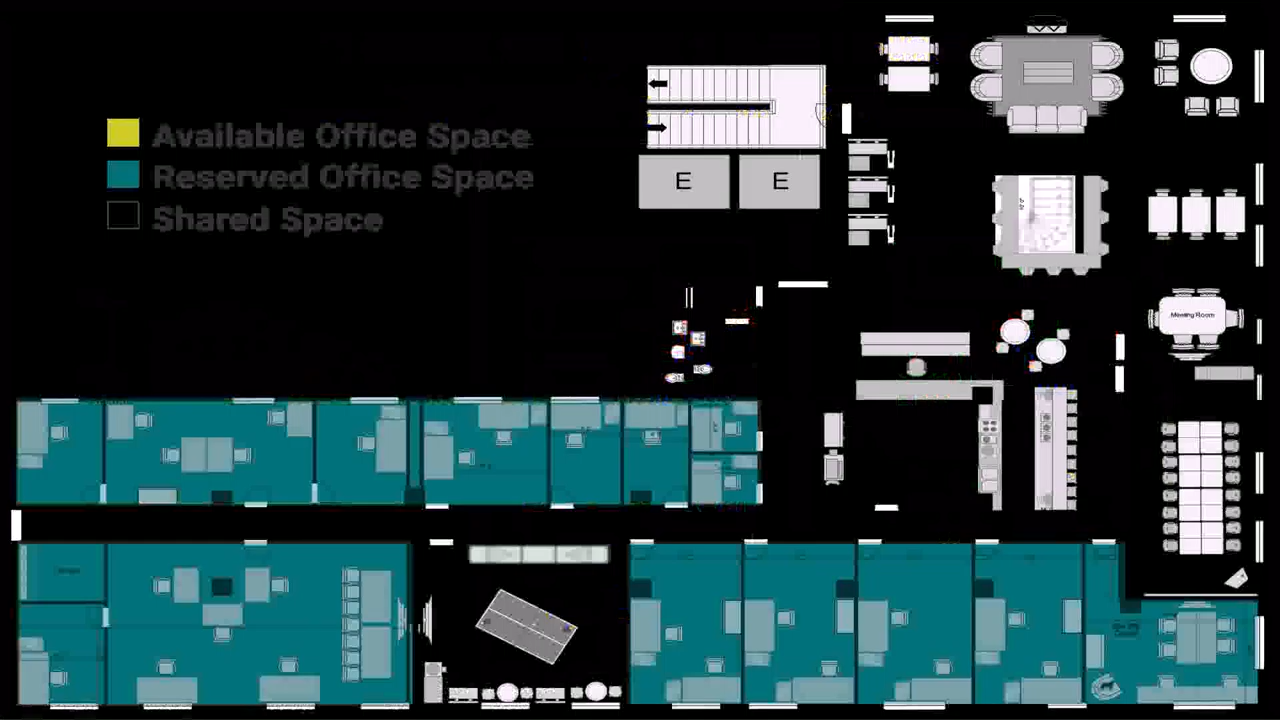 Available Office Space
Reserved Office Space
Shared Space
E E
Meeting Room